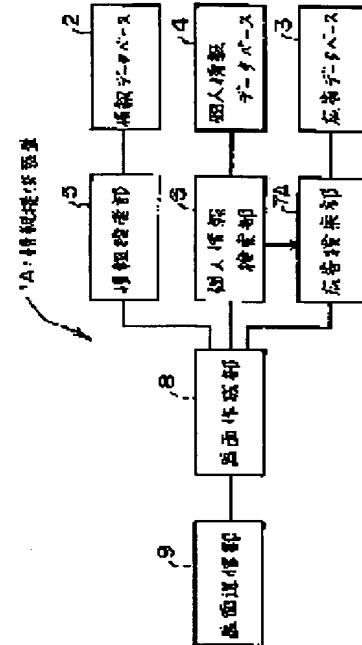 1A:情報提供装置
2
情報データベース
5
情報検索部
4
個人情報
データベース
6
個人情報
検索部
3
広告データベース
7A
広告検索部
8
画面作成部
9
画面送信部